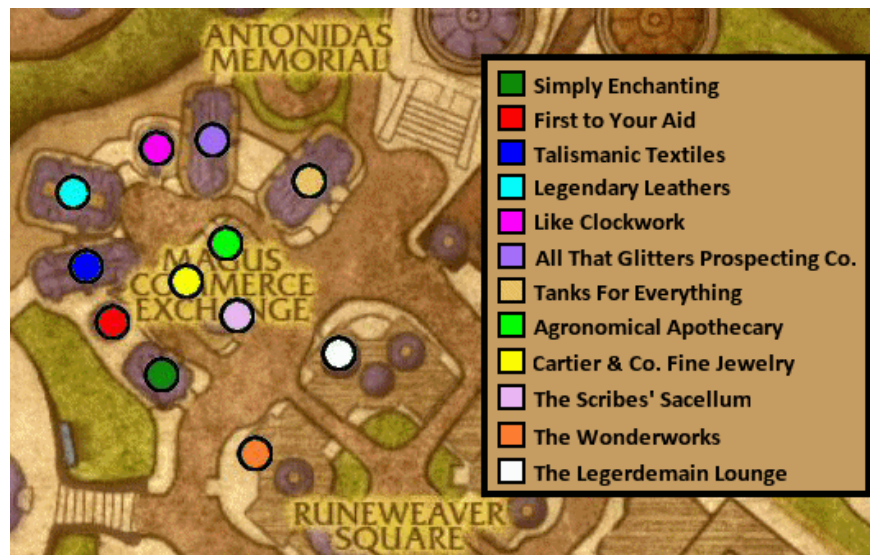 ANTONIDAS
MEMORIAL
MAGUS
COMMERCE
EXCHANGE
RUNEWEAVER
SQUARE
Simply Enchanting
First to Your Aid
Talismanic Textiles
Legendary Leathers
Like Clockwork
All That Glitters Prospecting Co.
Tanks For Everything
Agronomical Apothecary
Cartier & Co. Fine Jewelry
The Scribes' Sacellum
The Wonderworks
The Legerdemain Lounge